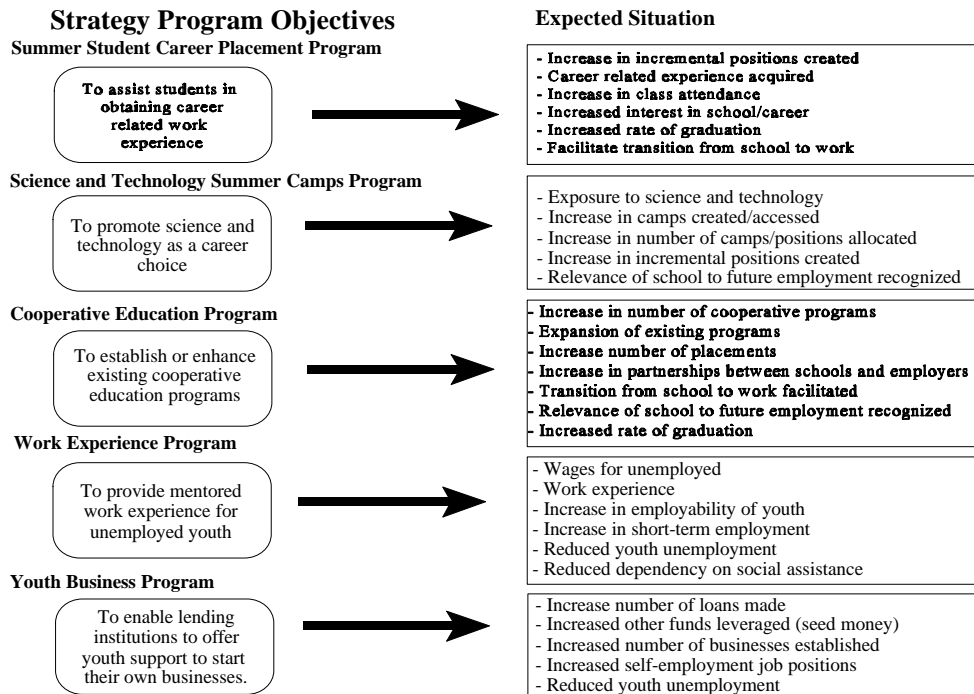 Strategy Program Objectives
Expected Situation
Summer Student Career Placement Program
To assist students in
obtaining career
related work
experience
- Increase in incremental positions created
- Career related experience acquired
- Increase in class attendance
- Increased interest in school/career
- Increased rate of graduation
- Facilitate transition from school to work
Science and Technology Summer Camps Program
To promote science and
technology as a career
choice
- Exposure to science and technology
- Increase in camps created/accessed
- Increase in number of camps/positions allocated
- Increase in incremental positions created
- Relevance of school to future employment recognized
Cooperative Education Program
To establish or enhance
existing cooperative
education programs
- Increase in number of cooperative programs
- Expansion of existing programs
- Increase number of placements
- Increase in partnerships between schools and employers
- Transition from school to work facilitated
- Relevance of school to future employment recognized
- Increased rate of graduation
Work Experience Program
To provide mentored
work experience for
unemployed youth
- Wages for unemployed
- Work experience
- Increase in employability of youth
- Increase in short-term employment
- Reduced youth unemployment
- Reduced dependency on social assistance
Youth Business Program
To enable lending
institutions to offer
youth support to start
their own businesses.
- Increase number of loans made
- Increased other funds leveraged (seed money)
- Increased number of businesses established
- Increased self-employment job positions
- Reduced youth unemployment